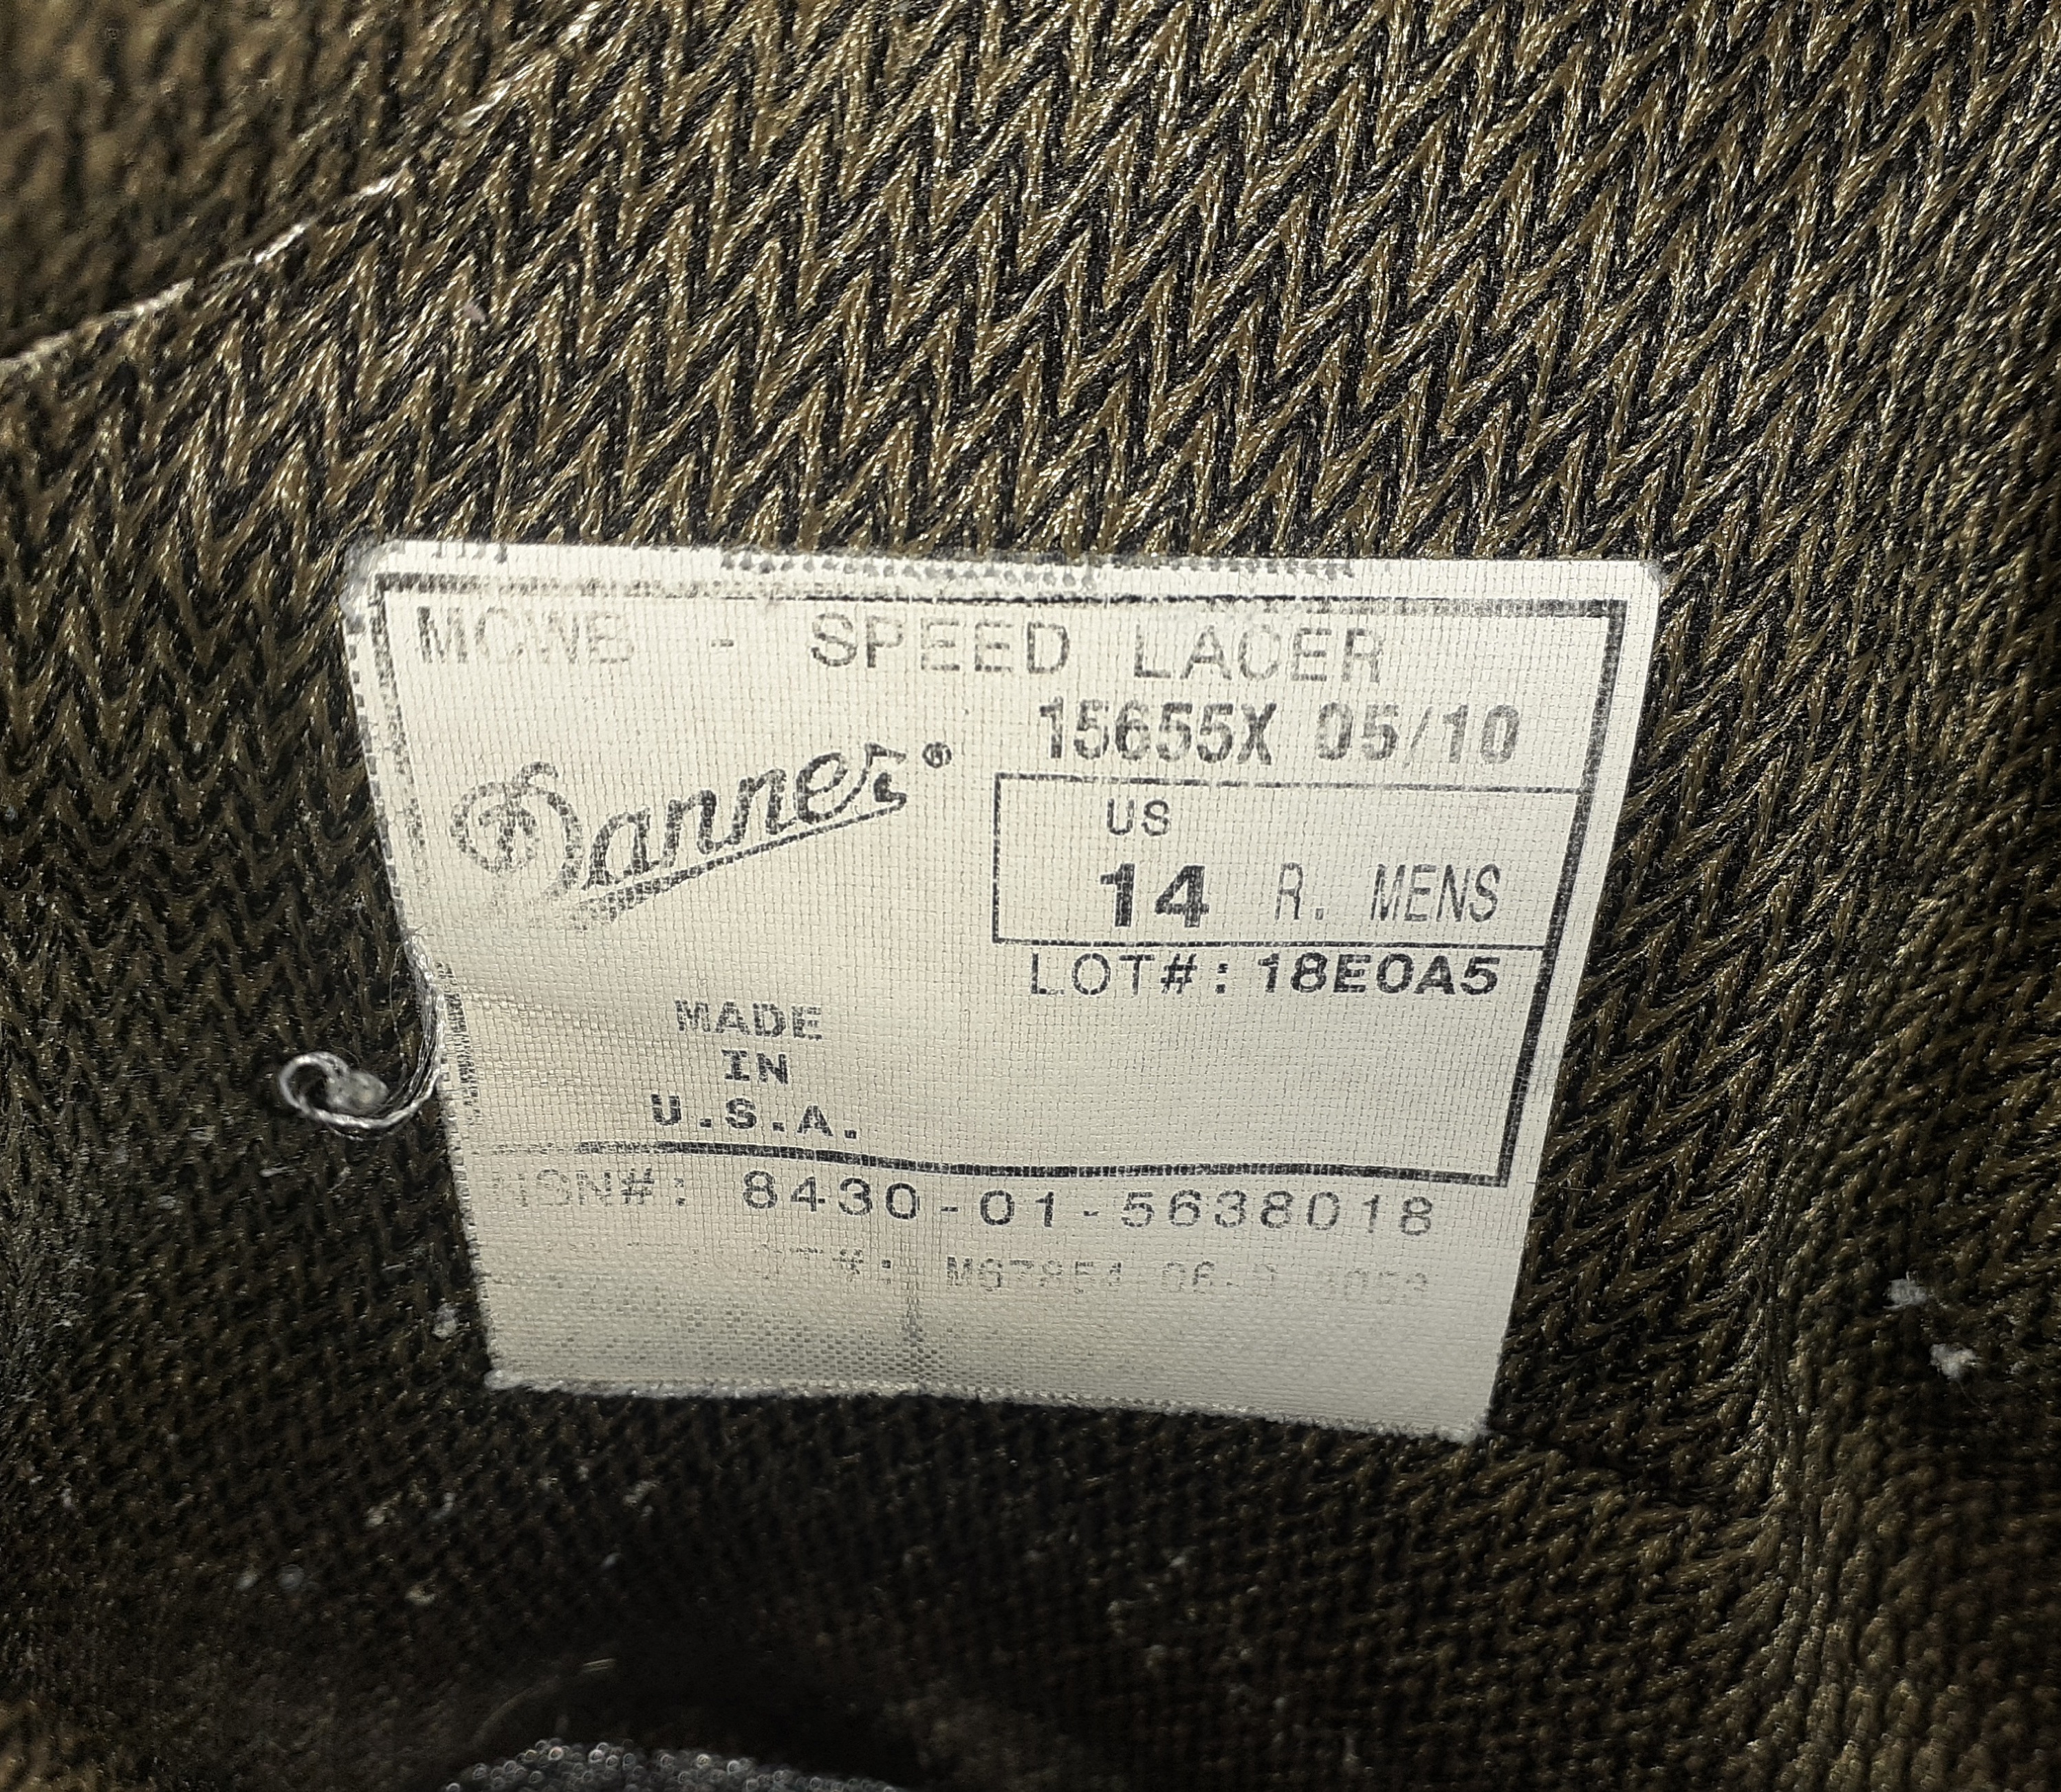 MCWB - SPEED LACER
15655X 05/10
Danner®
US
14 R. MENS
LOT#: 18E0A5
MADE
IN
U.S.A.
NSN#: 8430-01-5638018